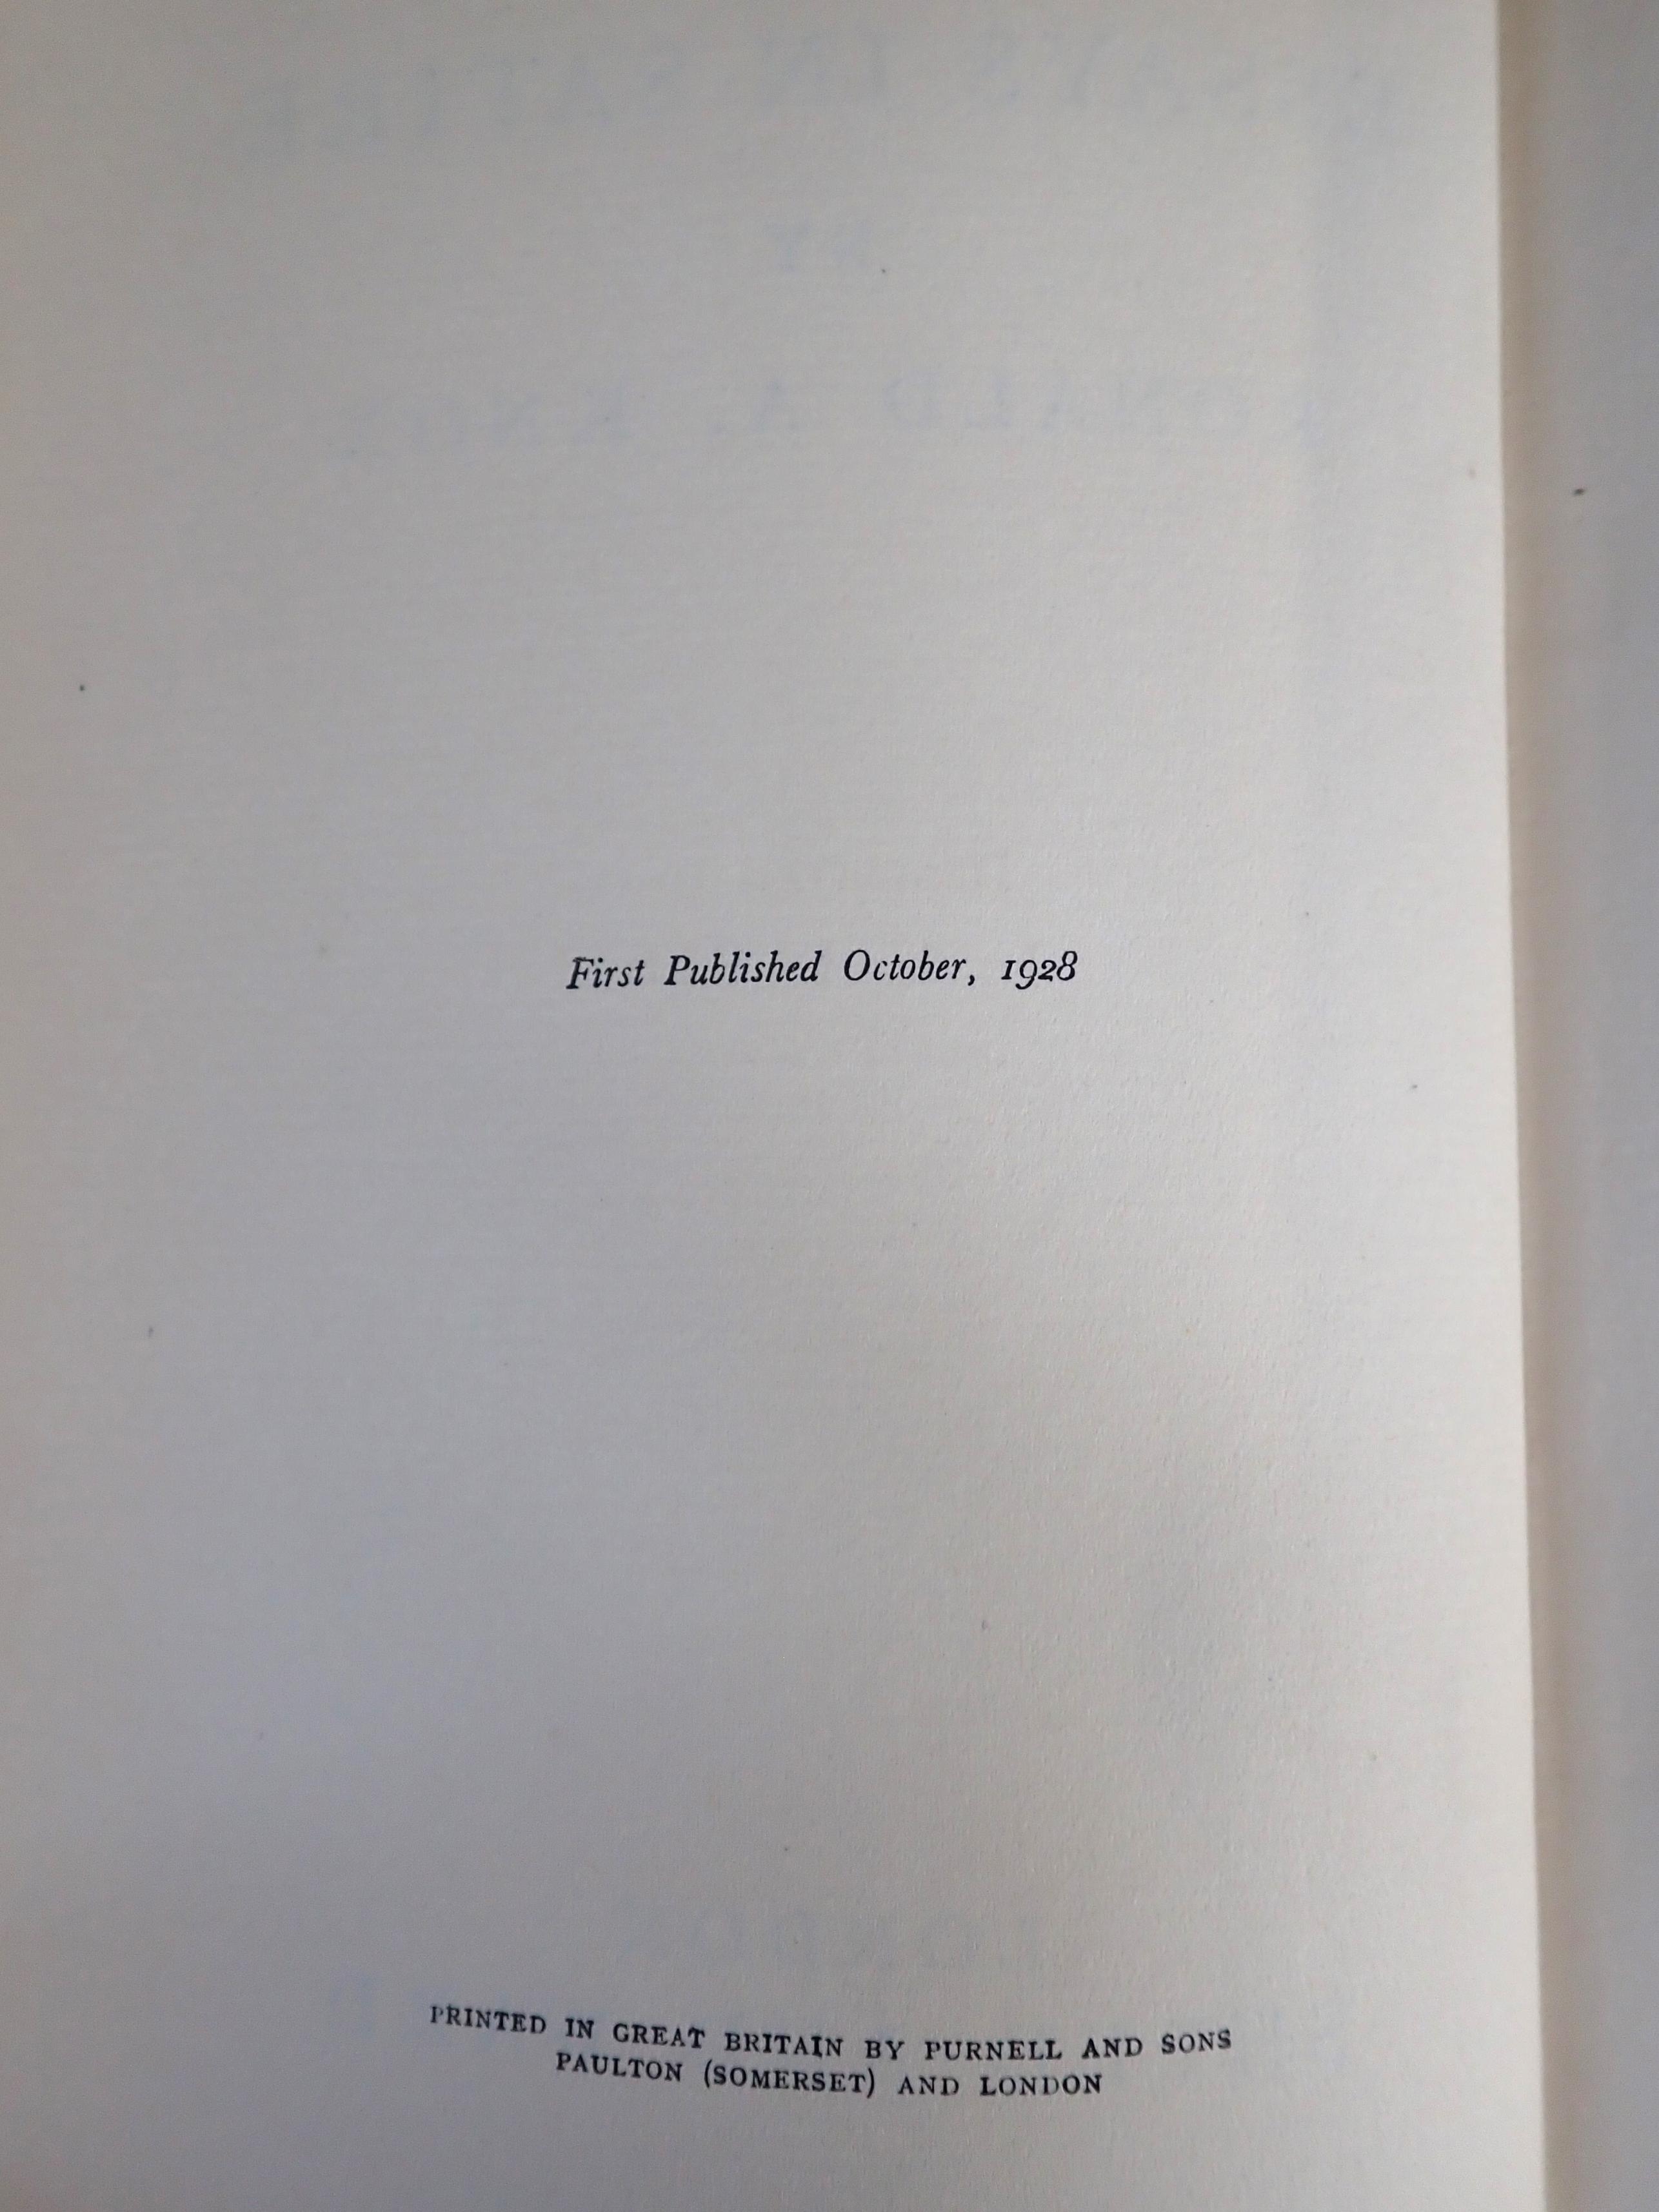 First Published October, 1928
PRINTED IN GREAT BRITAIN BY PURNELL AND SONS
PAULTON (SOMERSET) AND LONDON